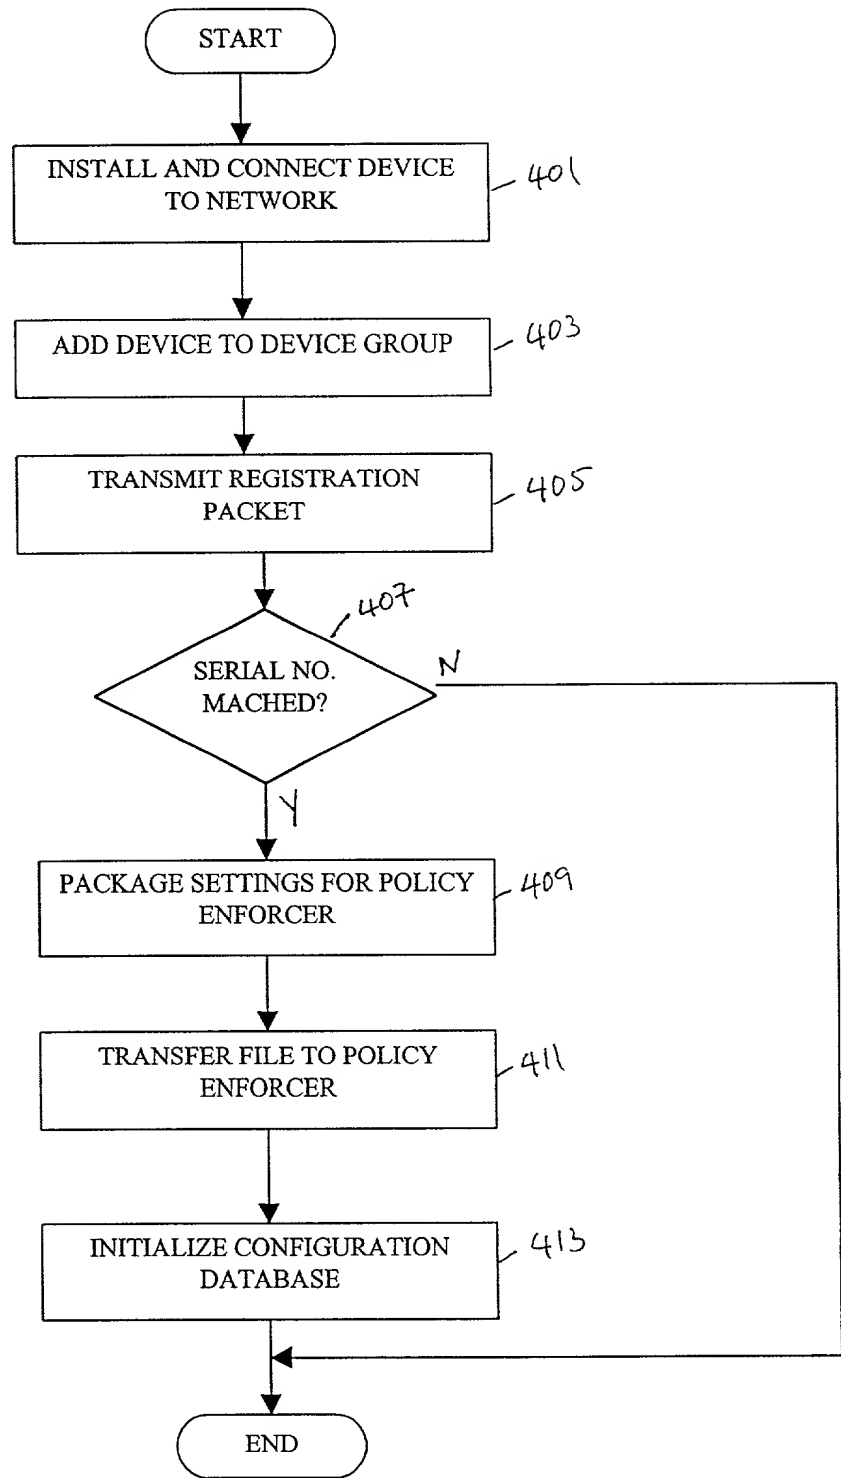 START
INSTALL AND CONNECT DEVICE
TO NETWORK
401
ADD DEVICE TO DEVICE GROUP
403
TRANSMIT REGISTRATION
PACKET
405
407
SERIAL NO.
MACHED?
N
Y
PACKAGE SETTINGS FOR POLICY
ENFORCER
409
TRANSFER FILE TO POLICY
ENFORCER
411
INITIALIZE CONFIGURATION
DATABASE
413
END